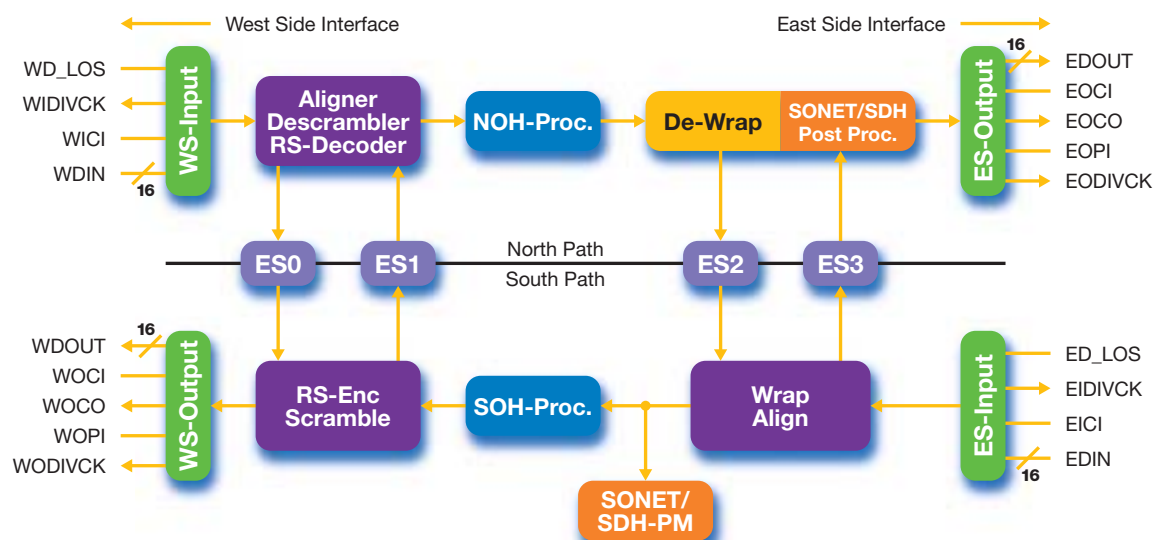 West Side Interface
East Side Interface
WD_LOS
WIDIVCK
WICI
WDIN
16
WS-Input
Aligner
Descrambler
RS-Decoder
NOH-Proc.
De-Wrap
SONET/SDH
Post Proc.
ES-Output
16
EDOUT
EOCI
EOCO
EOPI
EODIVCK
ES0
ES1
North Path
South Path
ES2
ES3
16
WDOUT
WOCI
WOCO
WOPI
WODIVCK
WS-Output
RS-Enc
Scramble
SOH-Proc.
Wrap
Align
SONET/
SDH-PM
ES-Input
ED_LOS
EIDIVCK
EICI
EDIN
16